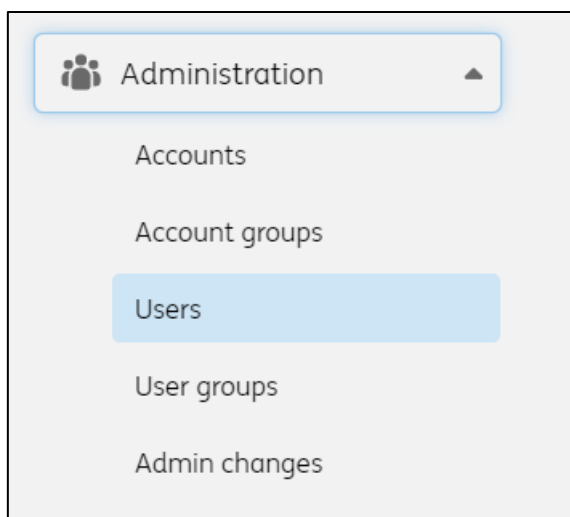 Administration
Accounts
Account groups
Users
User groups
Admin changes